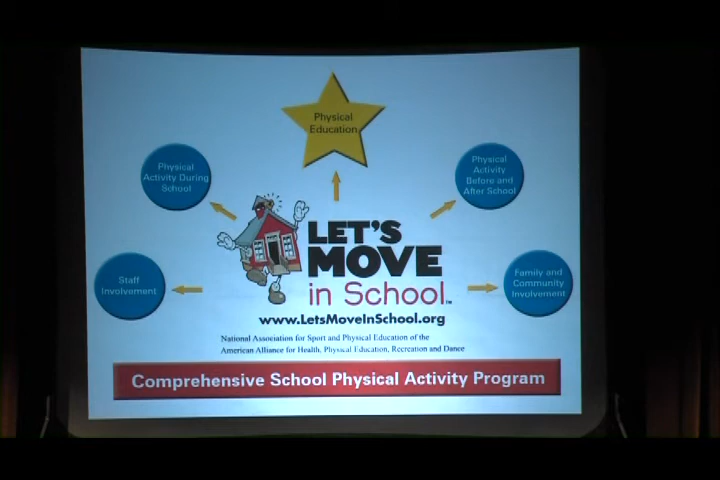 Physical
Education
Physical
Activity During
School
Physical
Activity
Before and
After School
LET'S
MOVE
in School™
Staff
Involvement
Family and
Community
Involvement
www.LetsMoveInSchool.org
National Association for Sport and Physical Education of the
American Alliance for Health, Physical Education, Recreation and Dance
Comprehensive School Physical Activity Program